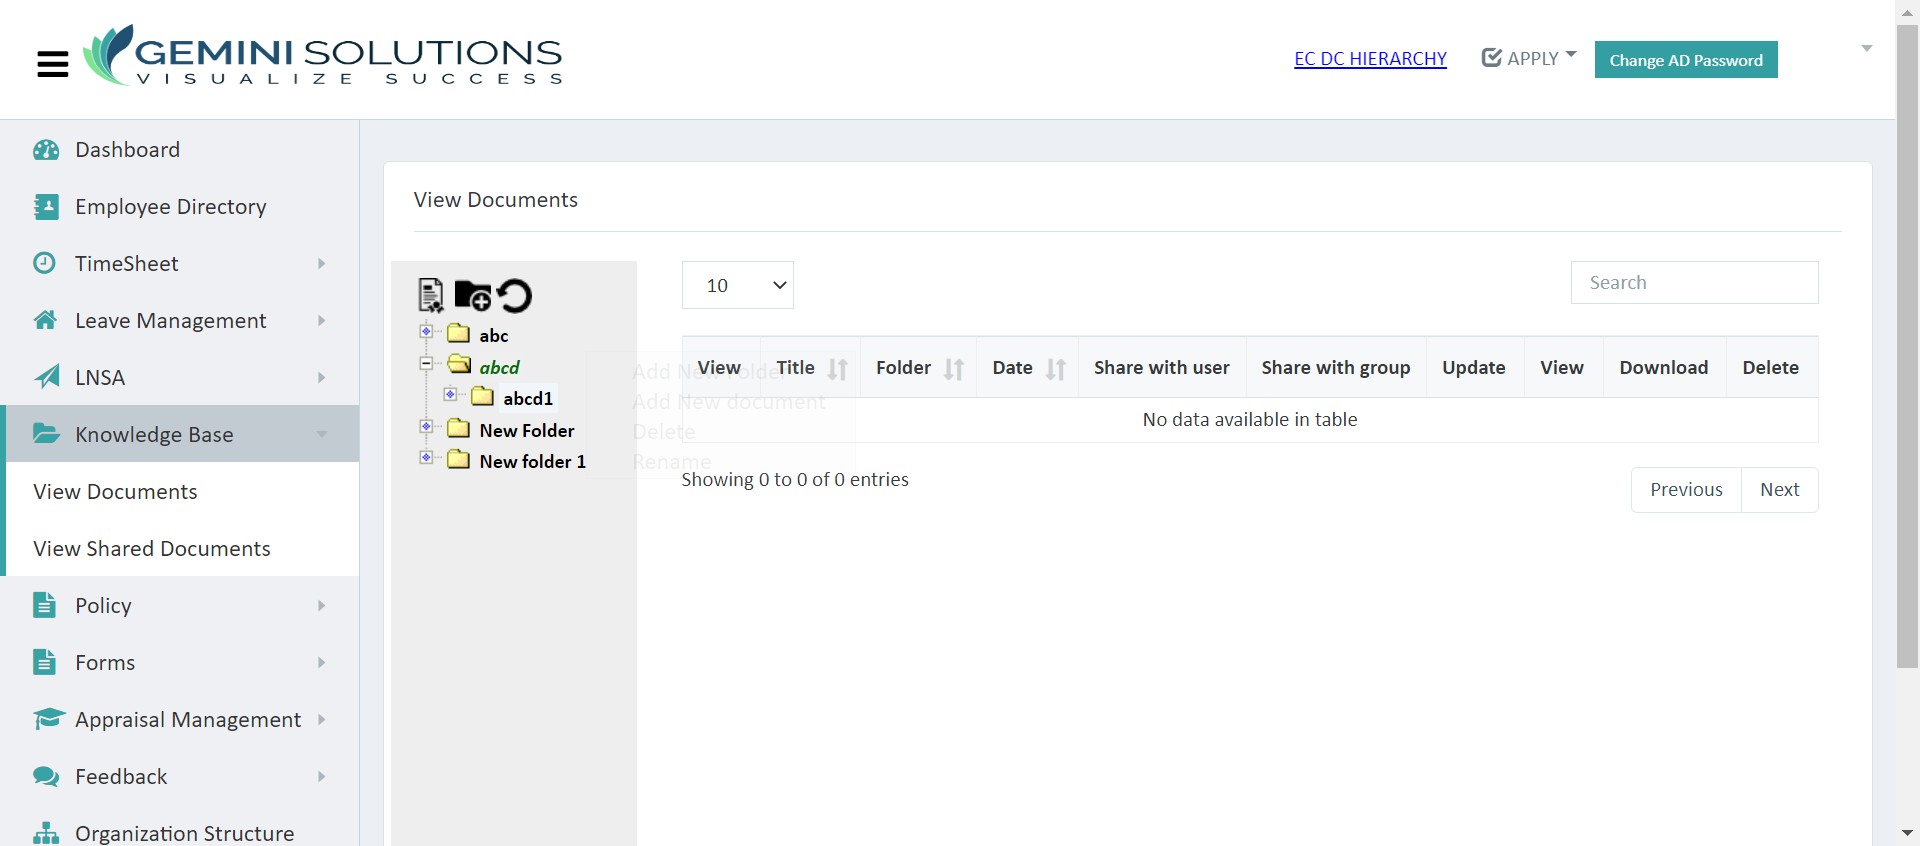 GEMINI SOLUTIONS
VISUALIZE SUCCESS
EC DC HIERARCHY
APPLY
Change AD Password
Dashboard
Employee Directory
TimeSheet
Leave Management
LNSA
Knowledge Base
View Documents
View Shared Documents
Policy
Forms
Appraisal Management
Feedback
Organization Structure
View Documents
abc
abcd
abcd1
New Folder
New folder 1
Add New Folder
Add New document
Delete
Rename
10
Search
View Title Folder Date Share with user Share with group Update View Download Delete
No data available in table
Showing 0 to 0 of 0 entries
Previous Next